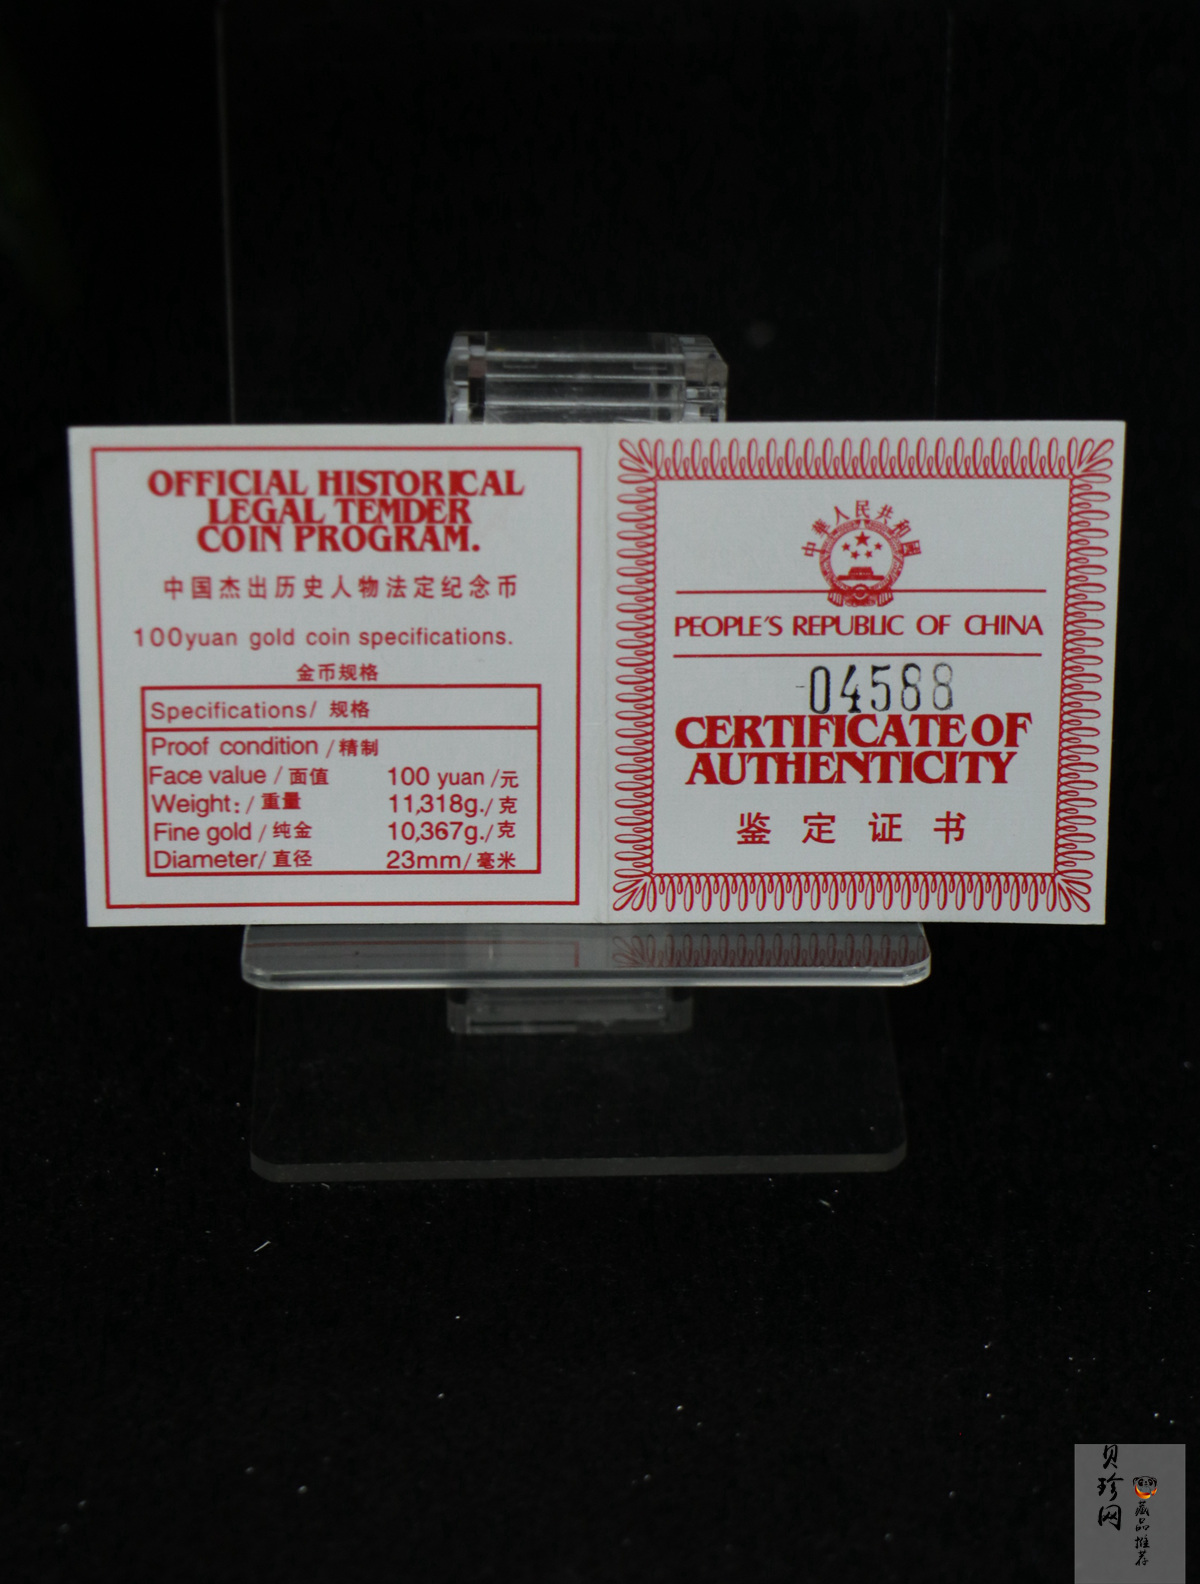 OFFICIAL HISTORICAL
LEGAL TEMDER
COIN PROGRAM.
中国杰出历史人物法定纪念币
100yuan gold coin specifications.
金币规格
Specifications/ 规格
Proof condition /精制
Face value / 面值 100 yuan /元
Weight: / 重量 11,318g./ 克
Fine gold / 纯金 10,367g./ 克
Diameter/ 直径 23mm/ 毫米
中華人民共和國
PEOPLE'S REPUBLIC OF CHINA
04588
CERTIFICATE OF
AUTHENTICITY
鉴定证书
贝珍网
藏品推荐